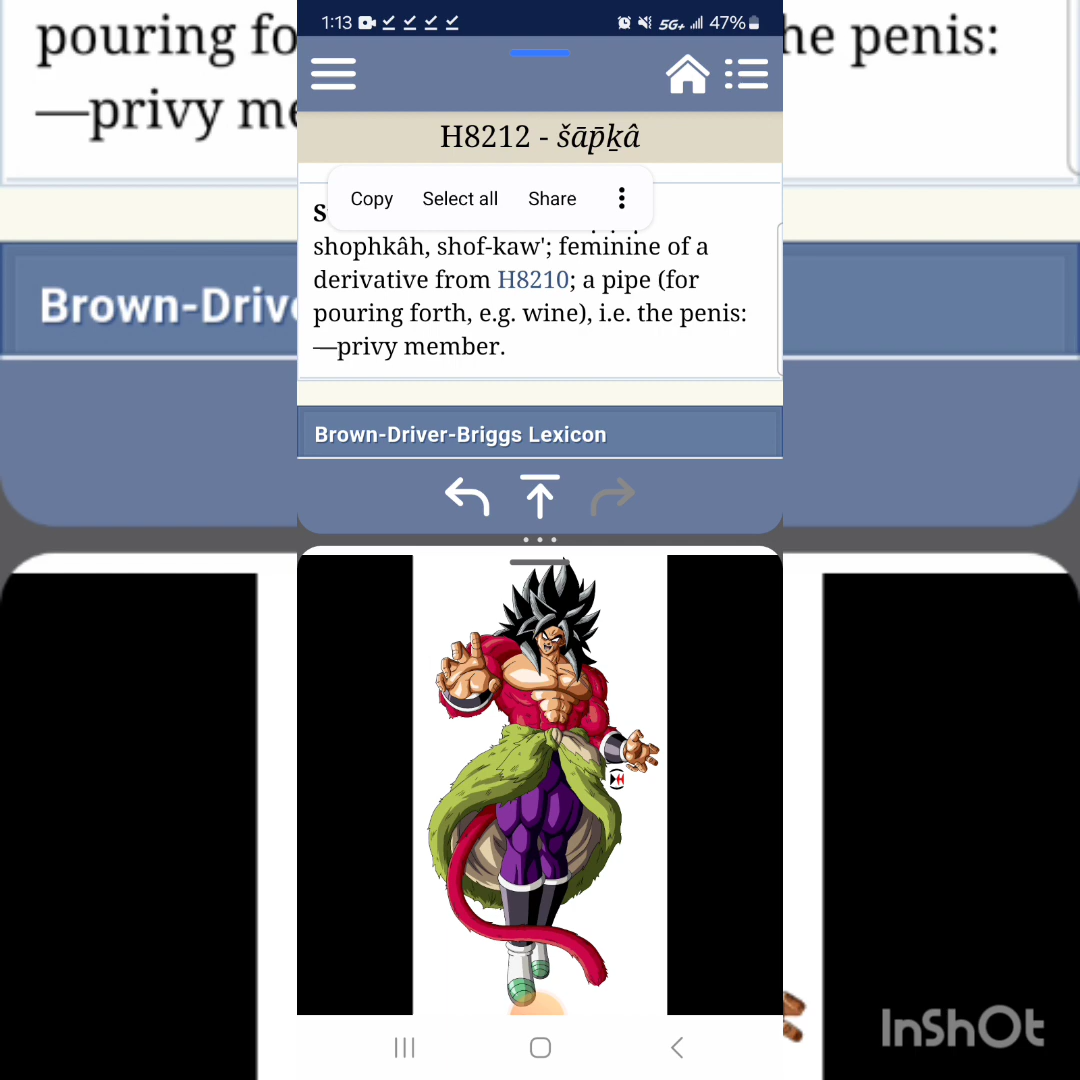 pouring fo
he penis:
—privy me
1:13
5G+
47%
H8212 - šāp̄ḵâ
Copy Select all Share
S
shophkâh, shof-kaw'; feminine of a
derivative from H8210; a pipe (for
pouring forth, e.g. wine), i.e. the penis:
—privy member.
Brown-Drive
Brown-Driver-Briggs Lexicon
InShOt